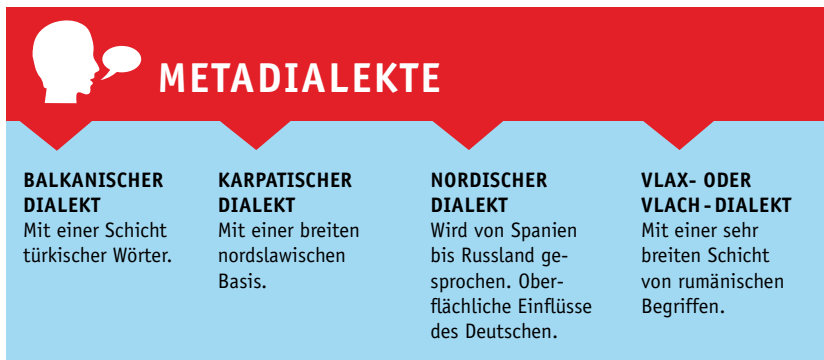 METADIALEKTE
BALKANISCHER
DIALEKT
Mit einer Schicht
türkischer Wörter.
KARPATISCHER
DIALEKT
Mit einer breiten
nordslawischen
Basis.
NORDISCHER
DIALEKT
Wird von Spanien
bis Russland ge-
sprochen. Ober-
flächliche Einflüsse
des Deutschen.
VLAX- ODER
VLACH-DIALEKT
Mit einer sehr
breiten Schicht
von rumänischen
Begriffen.